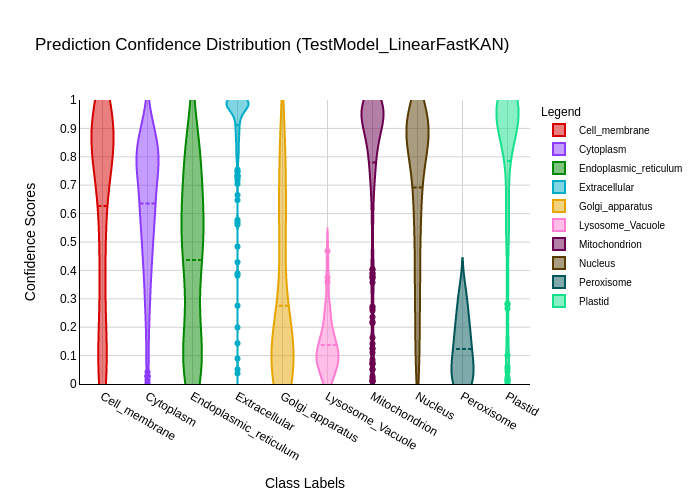 Prediction Confidence Distribution (TestModel_LinearFastKAN)
Legend
Cell_membrane
Cytoplasm
Endoplasmic_reticulum
Extracellular
Golgi_apparatus
Lysosome_Vacuole
Mitochondrion
Nucleus
Peroxisome
Plastid
Confidence Scores
1
0.9
0.8
0.7
0.6
0.5
0.4
0.3
0.2
0.1
0
Cell_membrane
Cytoplasm
Endoplasmic_reticulum
Extracellular
Golgi_apparatus
Lysosome_Vacuole
Mitochondrion
Nucleus
Peroxisome
Plastid
Class Labels